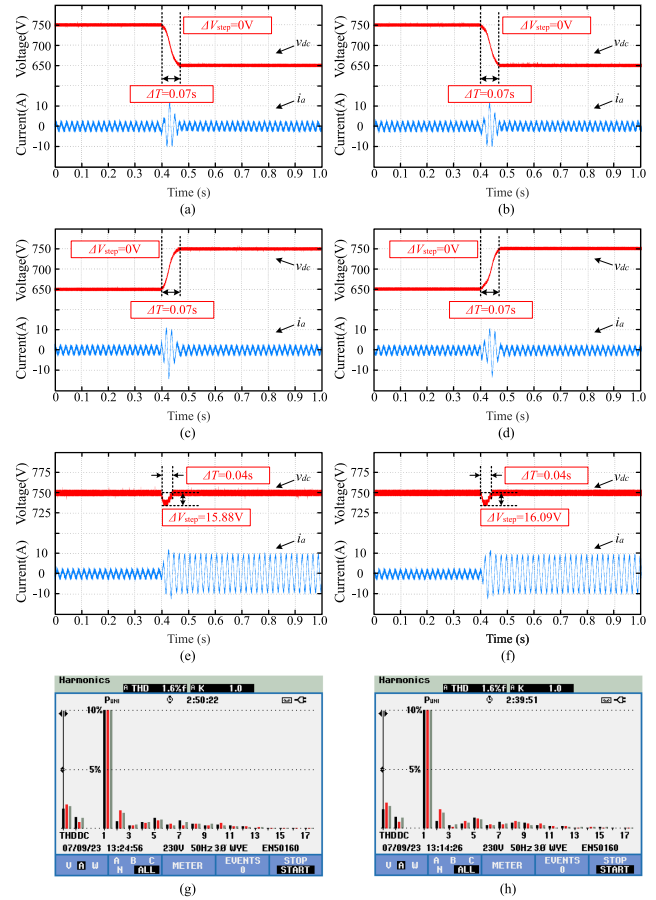 ΔVstep=0V
vdc
ΔT=0.07s
ia
Voltage(V)
750
700
650
Current(A)
10
0
-10
0 0.1 0.2 0.3 0.4 0.5 0.6 0.7 0.8 0.9 1.0
Time (s)
(a)
ΔVstep=0V
vdc
ΔT=0.07s
ia
Voltage(V)
750
700
650
Current(A)
10
0
-10
0 0.1 0.2 0.3 0.4 0.5 0.6 0.7 0.8 0.9 1.0
Time (s)
(b)
ΔVstep=0V
vdc
ΔT=0.07s
ia
Voltage(V)
750
700
650
Current(A)
10
0
-10
0 0.1 0.2 0.3 0.4 0.5 0.6 0.7 0.8 0.9 1.0
Time (s)
(c)
ΔVstep=0V
vdc
ΔT=0.07s
ia
Voltage(V)
750
700
650
Current(A)
10
0
-10
0 0.1 0.2 0.3 0.4 0.5 0.6 0.7 0.8 0.9 1.0
Time (s)
(d)
ΔT=0.04s
vdc
ΔVstep=15.88V
ia
Voltage(V)
775
750
725
Current(A)
10
0
-10
0 0.1 0.2 0.3 0.4 0.5 0.6 0.7 0.8 0.9 1.0
Time (s)
(e)
ΔT=0.04s
vdc
ΔVstep=16.09V
ia
Voltage(V)
775
750
725
Current(A)
10
0
-10
0 0.1 0.2 0.3 0.4 0.5 0.6 0.7 0.8 0.9 1.0
Time (s)
(f)
Harmonics
A THD 1.6%f A K 1.0
PUNI 2:50:22
10%
5%
THDDC 1 3 5 7 9 11 13 15 17
07/09/23 13:24:56 230V 50Hz 3Ø WYE EN50160
V A W
A B C
N ALL
METER
EVENTS
0
STOP
START
(g)
Harmonics
A THD 1.6%f A K 1.0
PUNI 2:39:51
10%
5%
THDDC 1 3 5 7 9 11 13 15 17
07/09/23 13:14:26 230V 50Hz 3Ø WYE EN50160
V A W
A B C
N ALL
METER
EVENTS
0
STOP
START
(h)